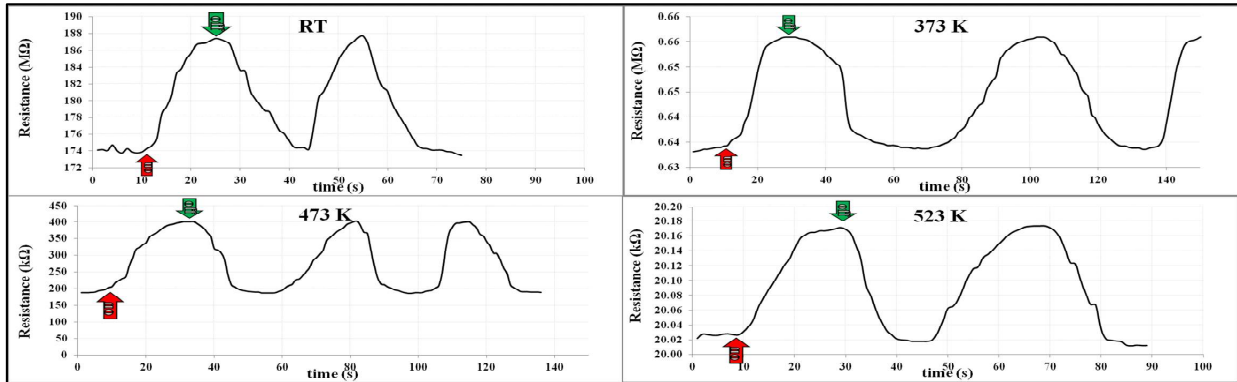 RT
Resistance (MΩ)
190
188
186
184
182
180
178
176
174
172
0 10 20 30 40 50 60 70 80 90 100
time (s)
373 K
Resistance (MΩ)
0.66
0.66
0.65
0.65
0.64
0.64
0.63
0 20 40 60 80 100 120 140
time (s)
473 K
Resistance (kΩ)
450
400
350
300
250
200
150
100
50
0
0 20 40 60 80 100 120 140
time (s)
523 K
Resistance (kΩ)
20.20
20.18
20.16
20.14
20.12
20.10
20.08
20.06
20.04
20.02
20.00
0 10 20 30 40 50 60 70 80 90 100
time (s)